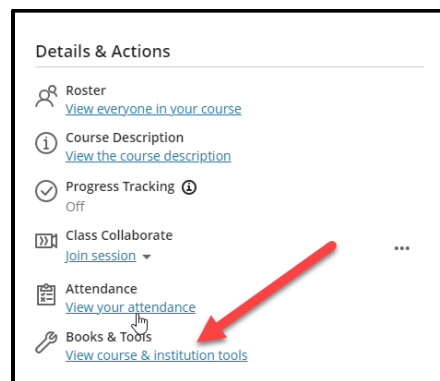 Details & Actions
Roster
View everyone in your course
Course Description
View the course description
Progress Tracking
Off
Class Collaborate
Join session
Attendance
View your attendance
Books & Tools
View course & institution tools